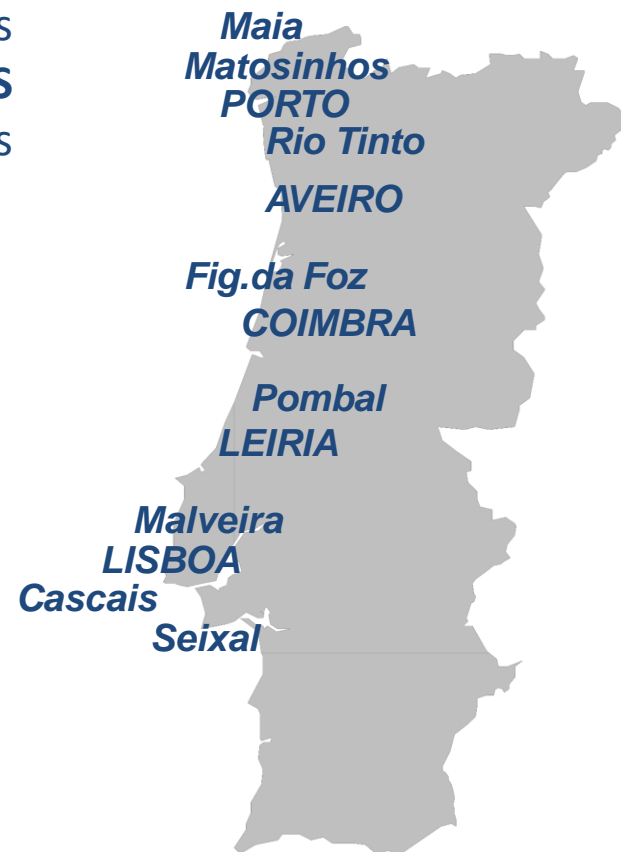 s
Maia
s
Matosinhos
PORTO
s
Rio Tinto
AVEIRO
Fig.da Foz
COIMBRA
Pombal
LEIRIA
Malveira
LISBOA
Cascais
Seixal